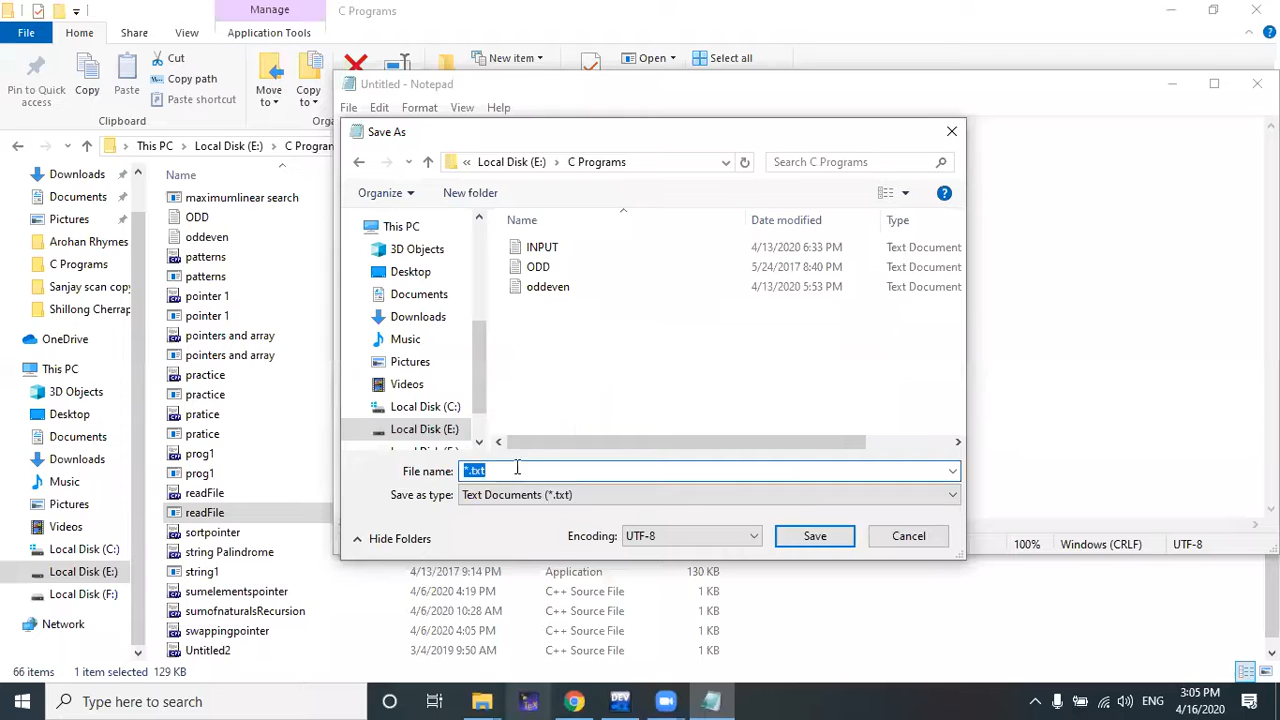 Manage
C Programs
File
Home
Share
View
Application Tools
Pin to Quick access
Copy
Paste
Cut
Copy path
Paste shortcut
Clipboard
Move to
Copy to
New item
Open
Select all
This PC
Local Disk (E:)
Untitled - Notepad
File
Edit
Format
View
Help
Save As
« Local Disk (E:) > C Programs
Search C Programs
Organize
New folder
Downloads
Documents
Pictures
Arohan Rhymes
C Programs
Sanjay scan copy
OneDrive
This PC
3D Objects
Desktop
Documents
Downloads
Music
Pictures
Videos
Local Disk (C:)
Local Disk (E:)
Local Disk (F:)
Network
Name
maximumlinear search
ODD
oddeven
patterns
patterns
pointer 1
pointer 1
pointers and array
pointers and array
practice
practice
pratice
pratice
prog1
prog1
readFile
readFile
sortpointer
string Palindrome
string1
4/13/2017 9:14 PM
Application
130 KB
sumelementspointer
4/6/2020 4:19 PM
C++ Source File
1 KB
sumofnaturalsRecursion
4/6/2020 10:28 AM
C++ Source File
1 KB
swappingpointer
4/6/2020 4:05 PM
C++ Source File
1 KB
Untitled2
3/4/2019 9:50 AM
C++ Source File
1 KB
This PC
3D Objects
Desktop
Documents
Downloads
Music
Pictures
Videos
Local Disk (C:)
Local Disk (E:)
Name
Date modified
Type
INPUT
4/13/2020 6:33 PM
Text Document
ODD
5/24/2017 8:40 PM
Text Document
oddeven
4/13/2020 5:53 PM
Text Document
File name:
*.txt
Save as type:
Text Documents (*.txt)
Hide Folders
Encoding:
UTF-8
Save
Cancel
100%
Windows (CRLF)
UTF-8
66 items
1 item selected 129 KB
Type here to search
DEV
ENG
3:05 PM
4/16/2020